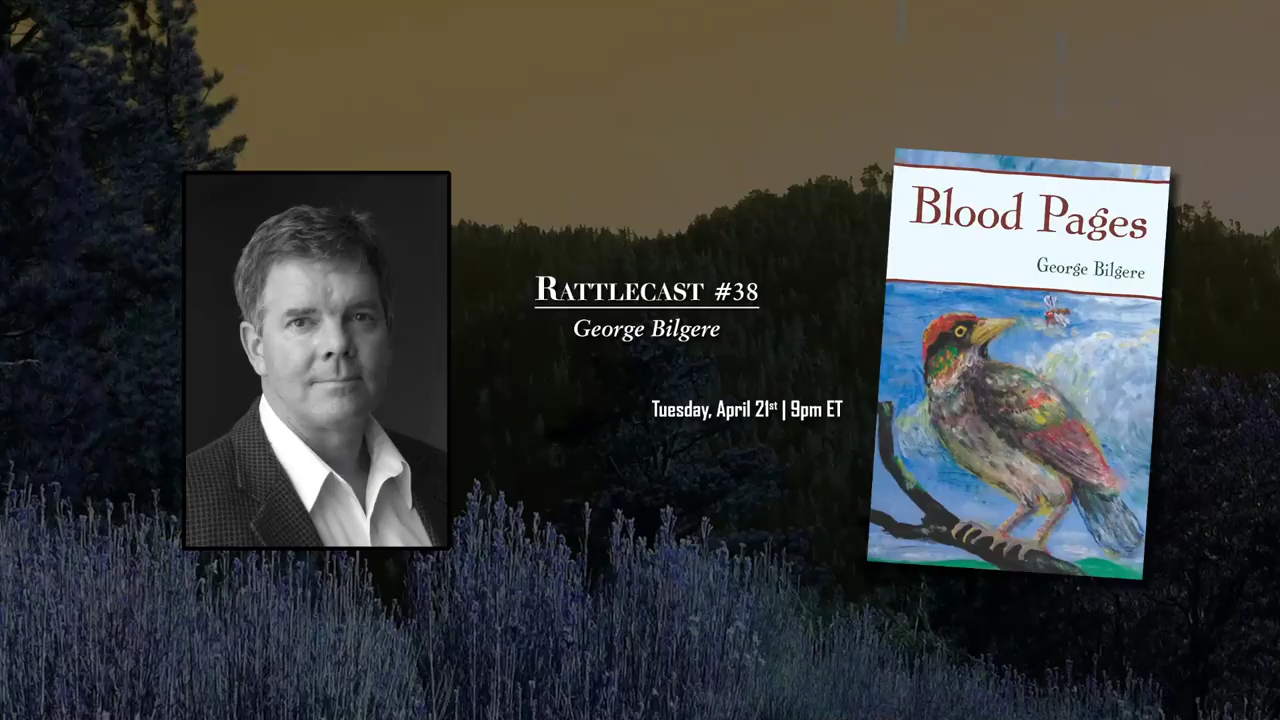 RATTLECAST #38
George Bilgere
Tuesday, April 21st | 9pm ET
Blood Pages
George Bilgere